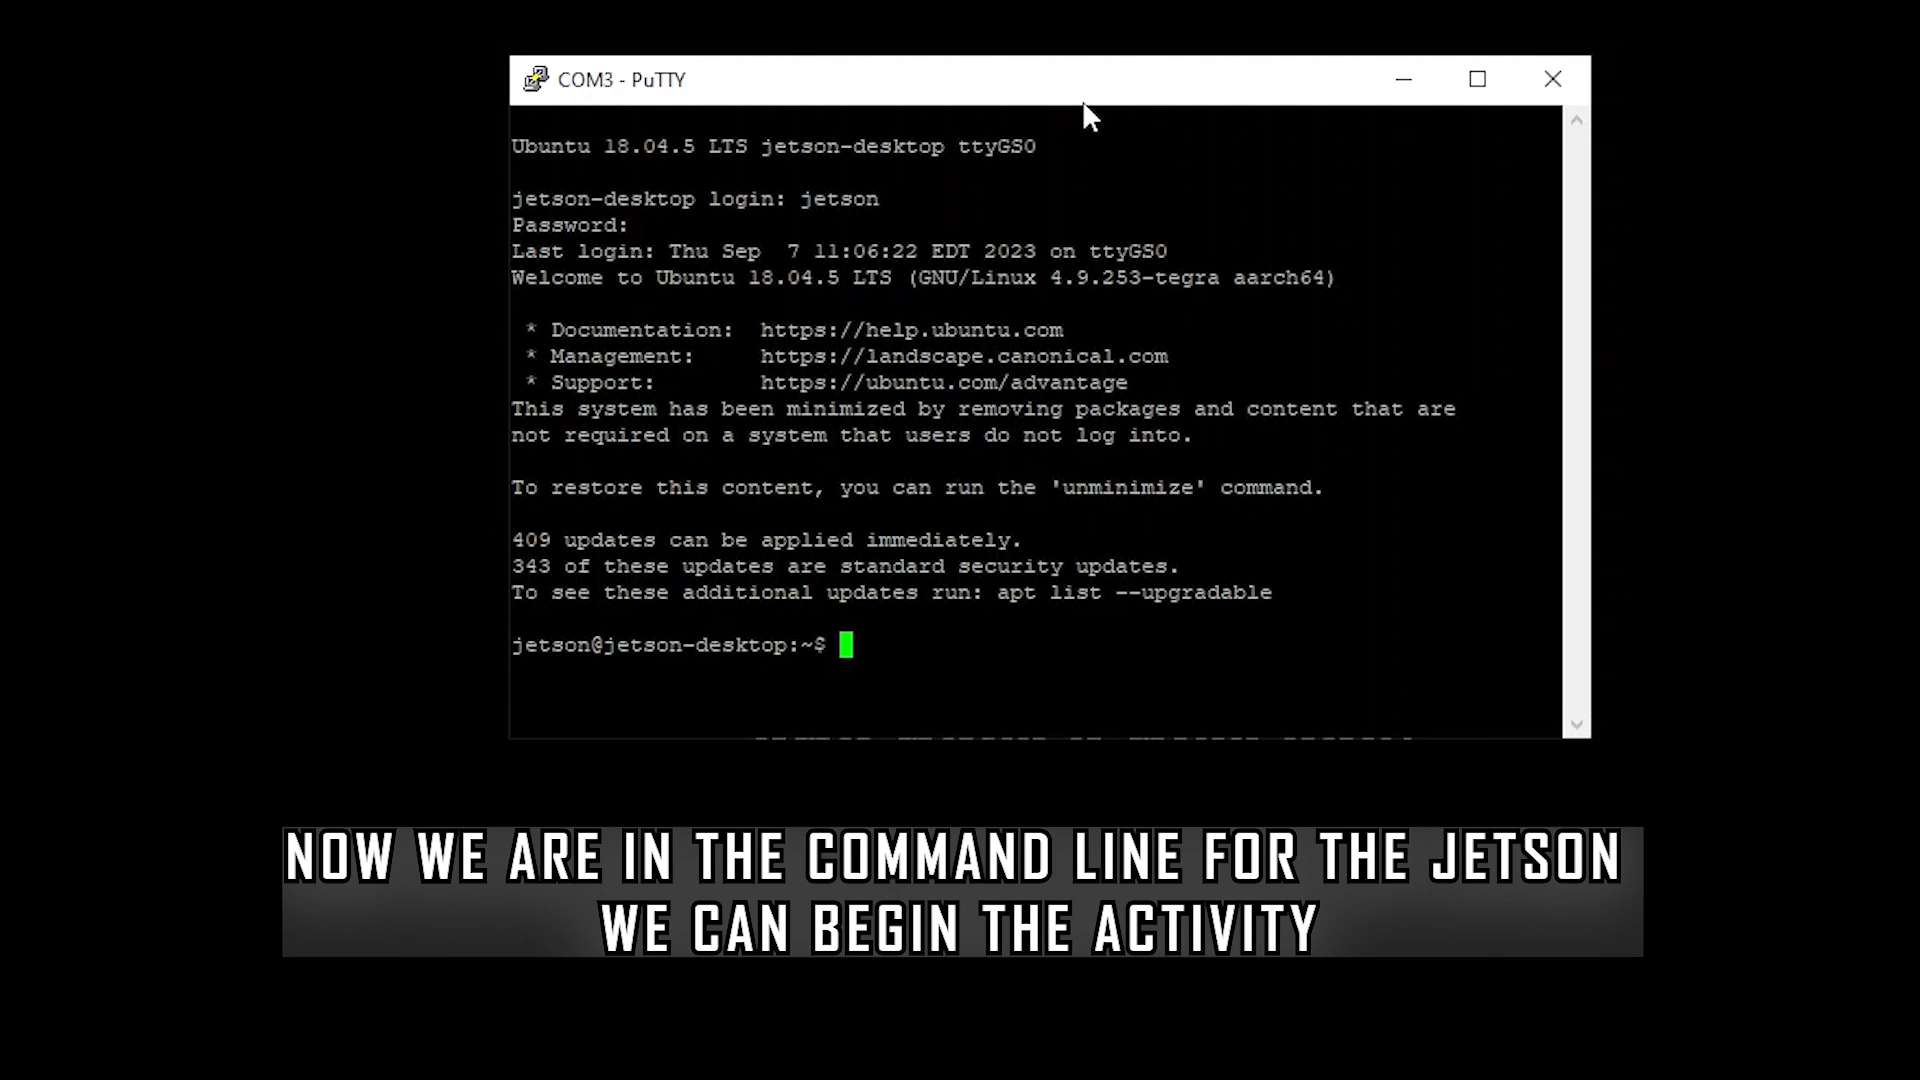 COM3 - PuTTY
Ubuntu 18.04.5 LTS jetson-desktop ttyGS0
jetson-desktop login: jetson
Password:
Last login: Thu Sep  7 11:06:22 EDT 2023 on ttyGS0
Welcome to Ubuntu 18.04.5 LTS (GNU/Linux 4.9.253-tegra aarch64)
* Documentation:  https://help.ubuntu.com
* Management:     https://landscape.canonical.com
* Support:        https://ubuntu.com/advantage
This system has been minimized by removing packages and content that are
not required on a system that users do not log into.
To restore this content, you can run the 'unminimize' command.
409 updates can be applied immediately.
343 of these updates are standard security updates.
To see these additional updates run: apt list --upgradable
jetson@jetson-desktop:~$
NOW WE ARE IN THE COMMAND LINE FOR THE JETSON
WE CAN BEGIN THE ACTIVITY